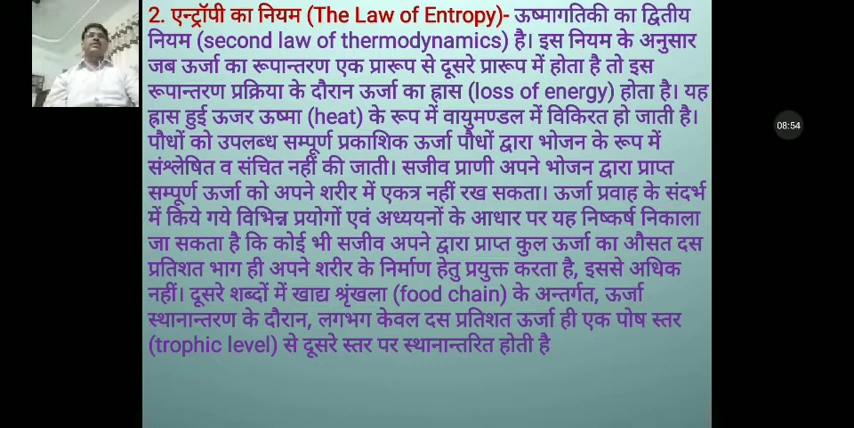 2. एन्ट्रॉपी का नियम (The Law of Entropy)- ऊष्मागतिकी का द्वितीय
नियम (second law of thermodynamics) है। इस नियम के अनुसार
जब ऊर्जा का रूपान्तरण एक प्रारूप से दूसरे प्रारूप में होता है तो इस
रूपान्तरण प्रक्रिया के दौरान ऊर्जा का ह्रास (loss of energy) होता है। यह
ह्रास हुई ऊजर ऊष्मा (heat) के रूप में वायुमण्डल में विकिरत हो जाती है।
08:54
पौधों को उपलब्ध सम्पूर्ण प्रकाशिक ऊर्जा पौधों द्वारा भोजन के रूप में
संश्लेषित व संचित नहीं की जाती। सजीव प्राणी अपने भोजन द्वारा प्राप्त
सम्पूर्ण ऊर्जा को अपने शरीर में एकत्र नहीं रख सकता। ऊर्जा प्रवाह के संदर्भ
में किये गये विभिन्न प्रयोगों एवं अध्ययनों के आधार पर यह निष्कर्ष निकाला
जा सकता है कि कोई भी सजीव अपने द्वारा प्राप्त कुल ऊर्जा का औसत दस
प्रतिशत भाग ही अपने शरीर के निर्माण हेतु प्रयुक्त करता है, इससे अधिक
नहीं। दूसरे शब्दों में खाद्य श्रृंखला (food chain) के अन्तर्गत, ऊर्जा
स्थानान्तरण के दौरान, लगभग केवल दस प्रतिशत ऊर्जा ही एक पोष स्तर
(trophic level) से दूसरे स्तर पर स्थानान्तरित होती है